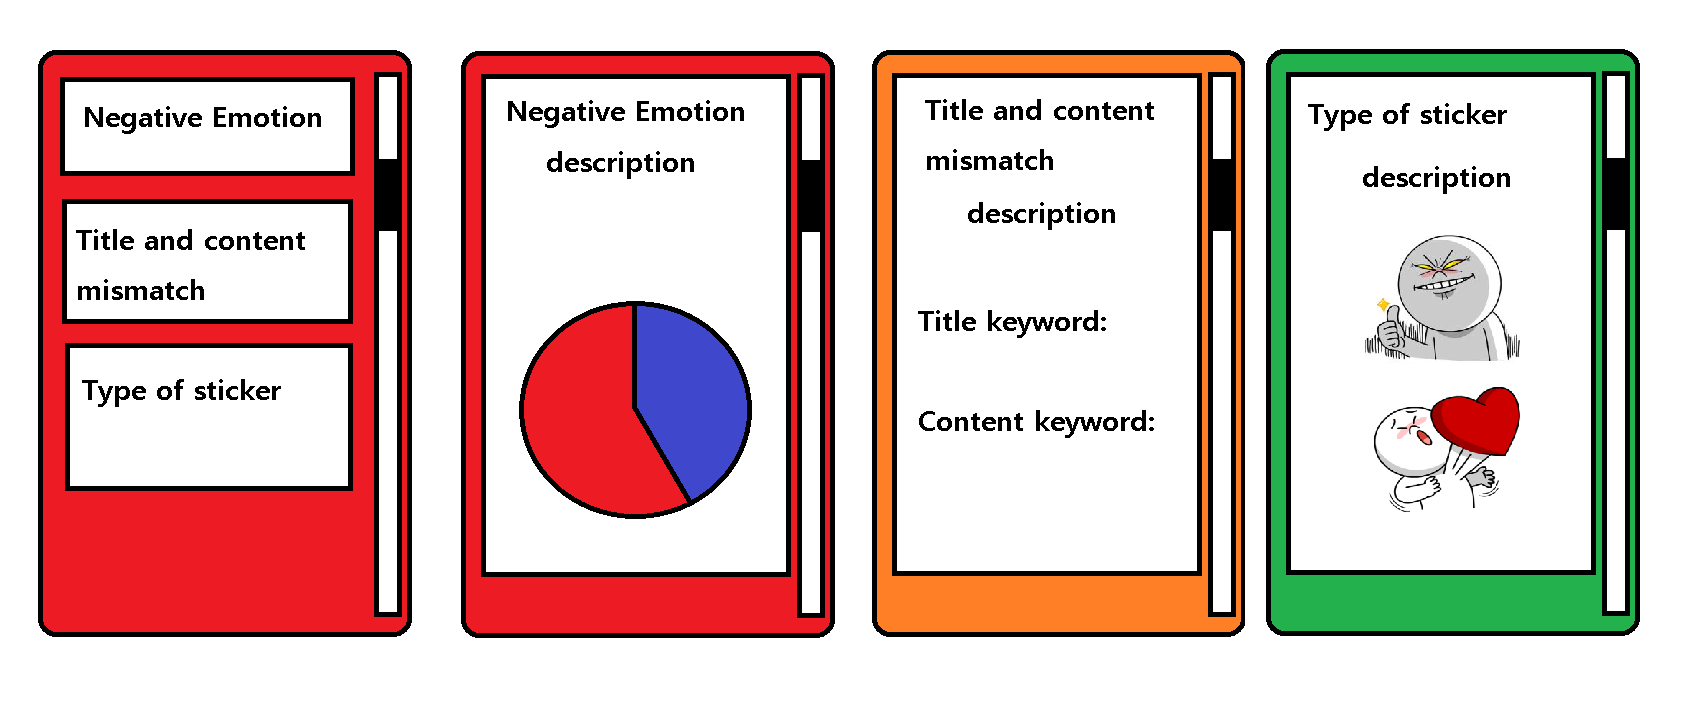 Negative Emotion
Title and content
mismatch
Type of sticker
Negative Emotion
description
Title and content
mismatch
description
Title keyword:
Content keyword:
Type of sticker
description